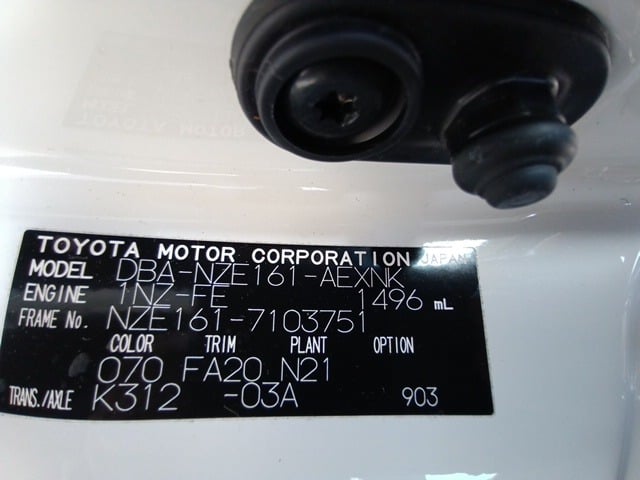 TOYOTA MOTOR CORPORATION JAPAN
MODEL DBA-NZE161-AEXNK
ENGINE 1NZ-FE 1496 mL
FRAME No. NZE161-7103751
COLOR TRIM PLANT OPTION
070 FA20 N21
TRANS./AXLE K312 -03A 903